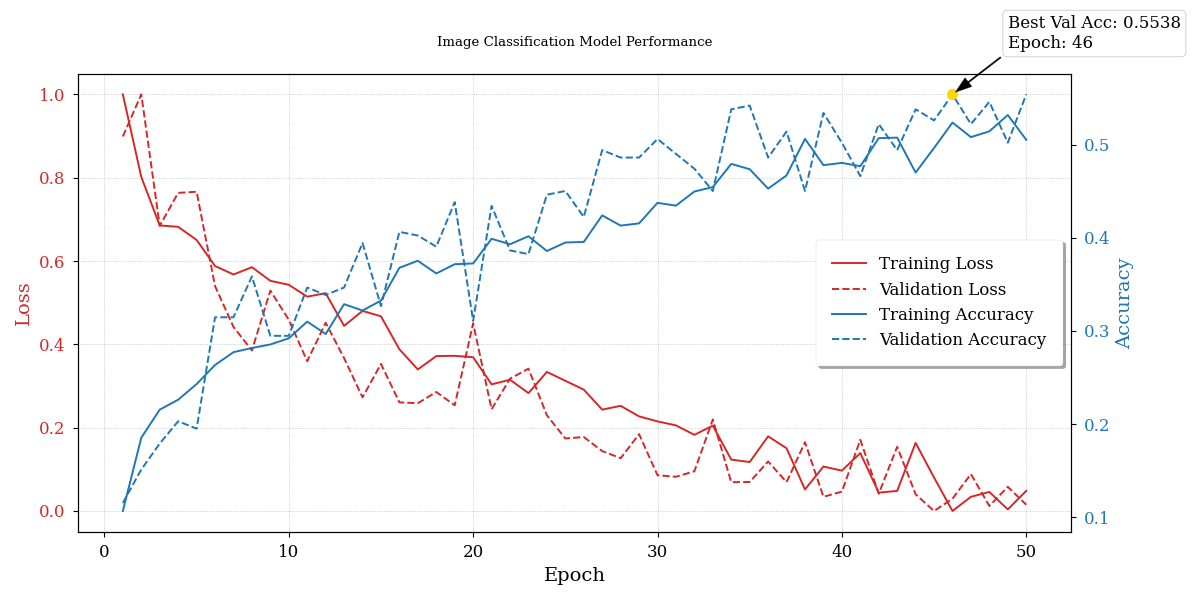 Best Val Acc: 0.5538
Epoch: 46
Image Classification Model Performance
1.0
0.8
0.6
0.4
0.2
0.0
Loss
0.5
0.4
0.3
0.2
0.1
Accuracy
Training Loss
Validation Loss
Training Accuracy
Validation Accuracy
0 10 20 30 40 50
Epoch